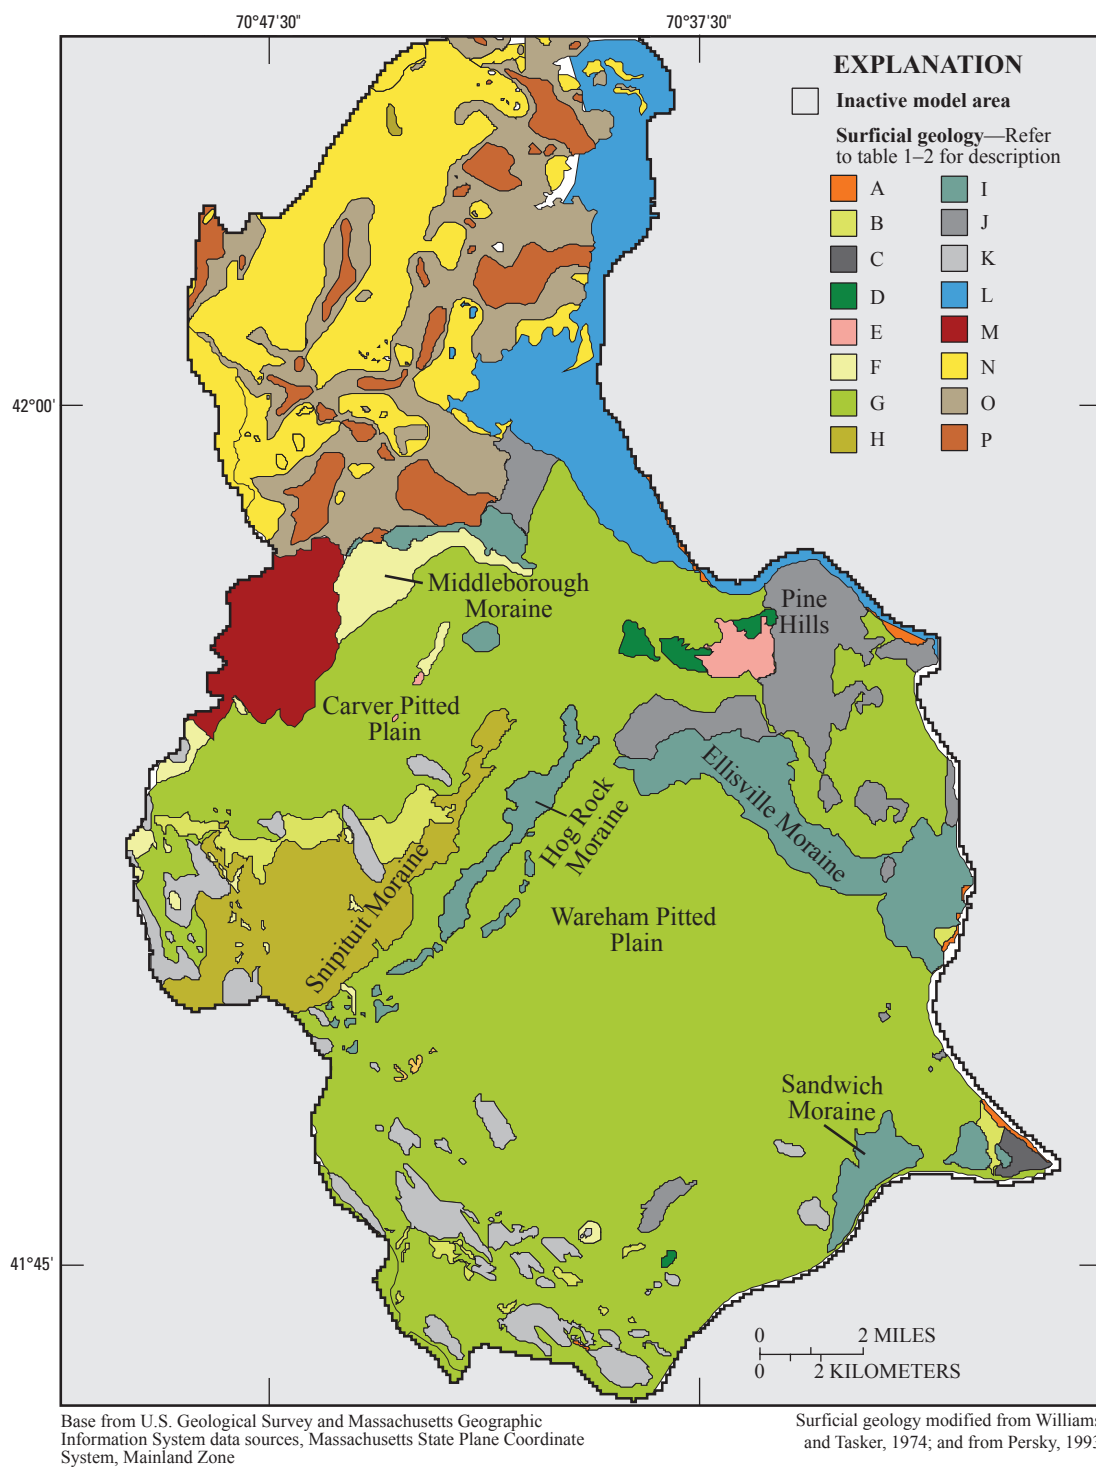 70°47'30"
70°37'30"
EXPLANATION
Inactive model area
Surficial geology—Refer
to table 1–2 for description
A
B
C
D
E
F
G
H
I
J
K
L
M
N
O
P
42°00'
41°45'
Middleborough
Moraine
Pine
Hills
Carver Pitted
Plain
Ellisville Moraine
Hog Rock
Moraine
Snipituit Moraine
Wareham Pitted
Plain
Sandwich
Moraine
0 2 MILES
0 2 KILOMETERS
Base from U.S. Geological Survey and Massachusetts Geographic
Information System data sources, Massachusetts State Plane Coordinate
System, Mainland Zone
Surficial geology modified from Williams
and Tasker, 1974; and from Persky, 1993